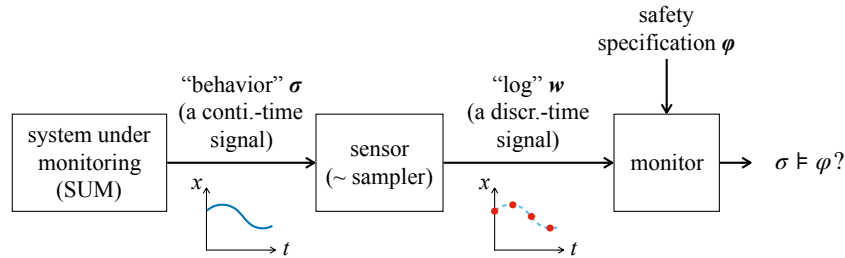 safety
specification φ
“behavior” σ
(a conti.-time
signal)
“log” w
(a discr.-time
signal)
system under
monitoring
(SUM)
sensor
(~ sampler)
monitor
σ ⊨ φ?
x
t
x
t